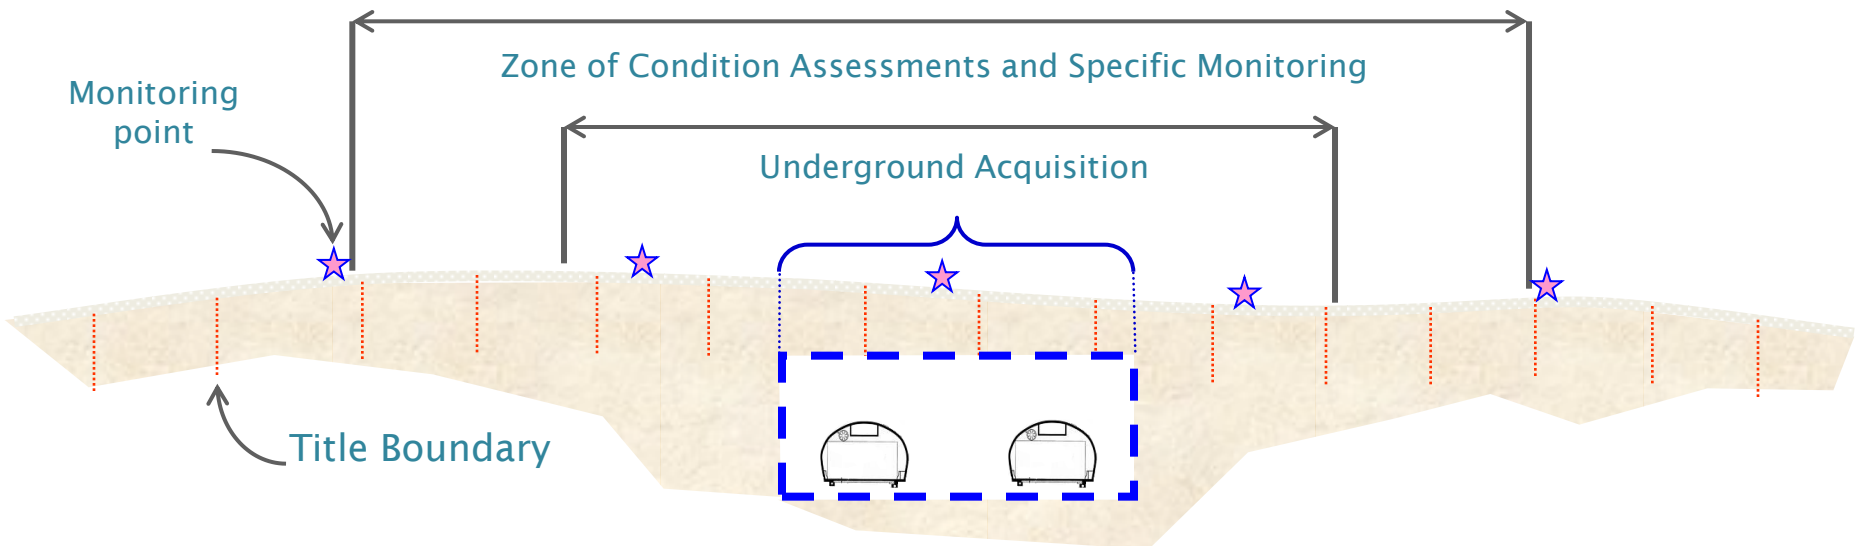 Zone of Condition Assessments and Specific Monitoring
Monitoring
point
Underground Acquisition
Title Boundary